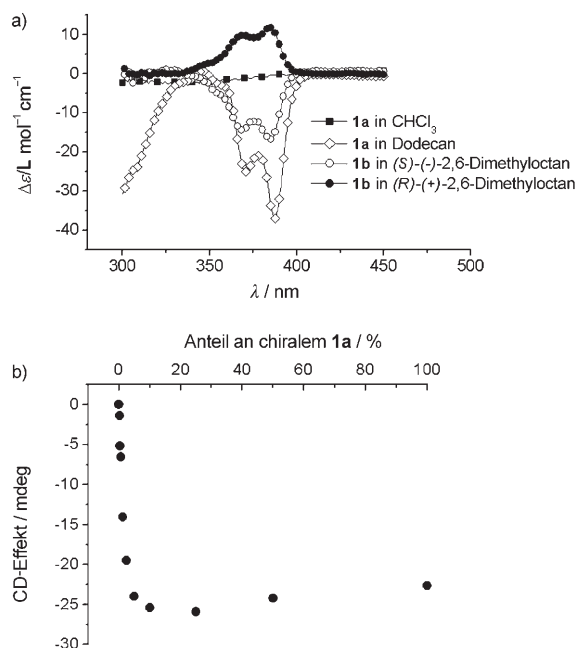 a)
Δε/L mol⁻¹ cm⁻¹
10
0
-10
-20
-30
-40
1a in CHCl₃
1a in Dodecan
1b in (S)-(-)-2,6-Dimethyloctan
1b in (R)-(+)-2,6-Dimethyloctan
300 350 400 450 500
λ / nm
Anteil an chiralem 1a / %
b)
0 20 40 60 80 100
CD-Effekt / mdeg
0
-5
-10
-15
-20
-25
-30